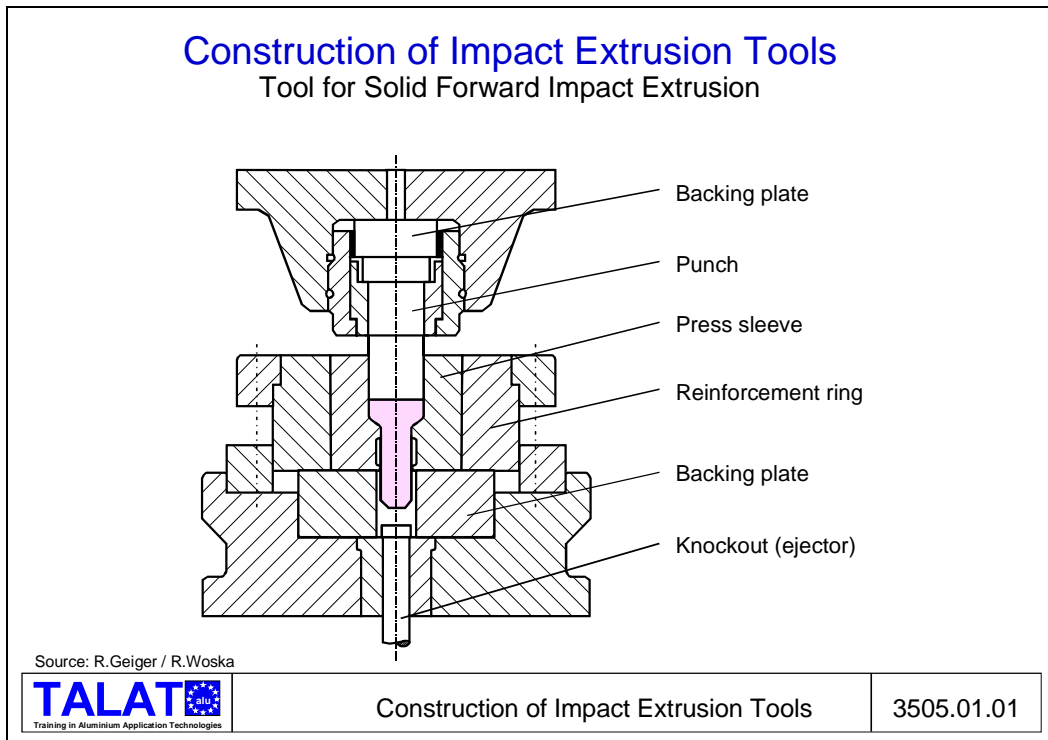 Construction of Impact Extrusion Tools
Tool for Solid Forward Impact Extrusion
Backing plate
Punch
Press sleeve
Reinforcement ring
Backing plate
Knockout (ejector)
Source: R.Geiger / R.Woska
TALAT
alu
Training in Aluminium Application Technologies
Construction of Impact Extrusion Tools
3505.01.01